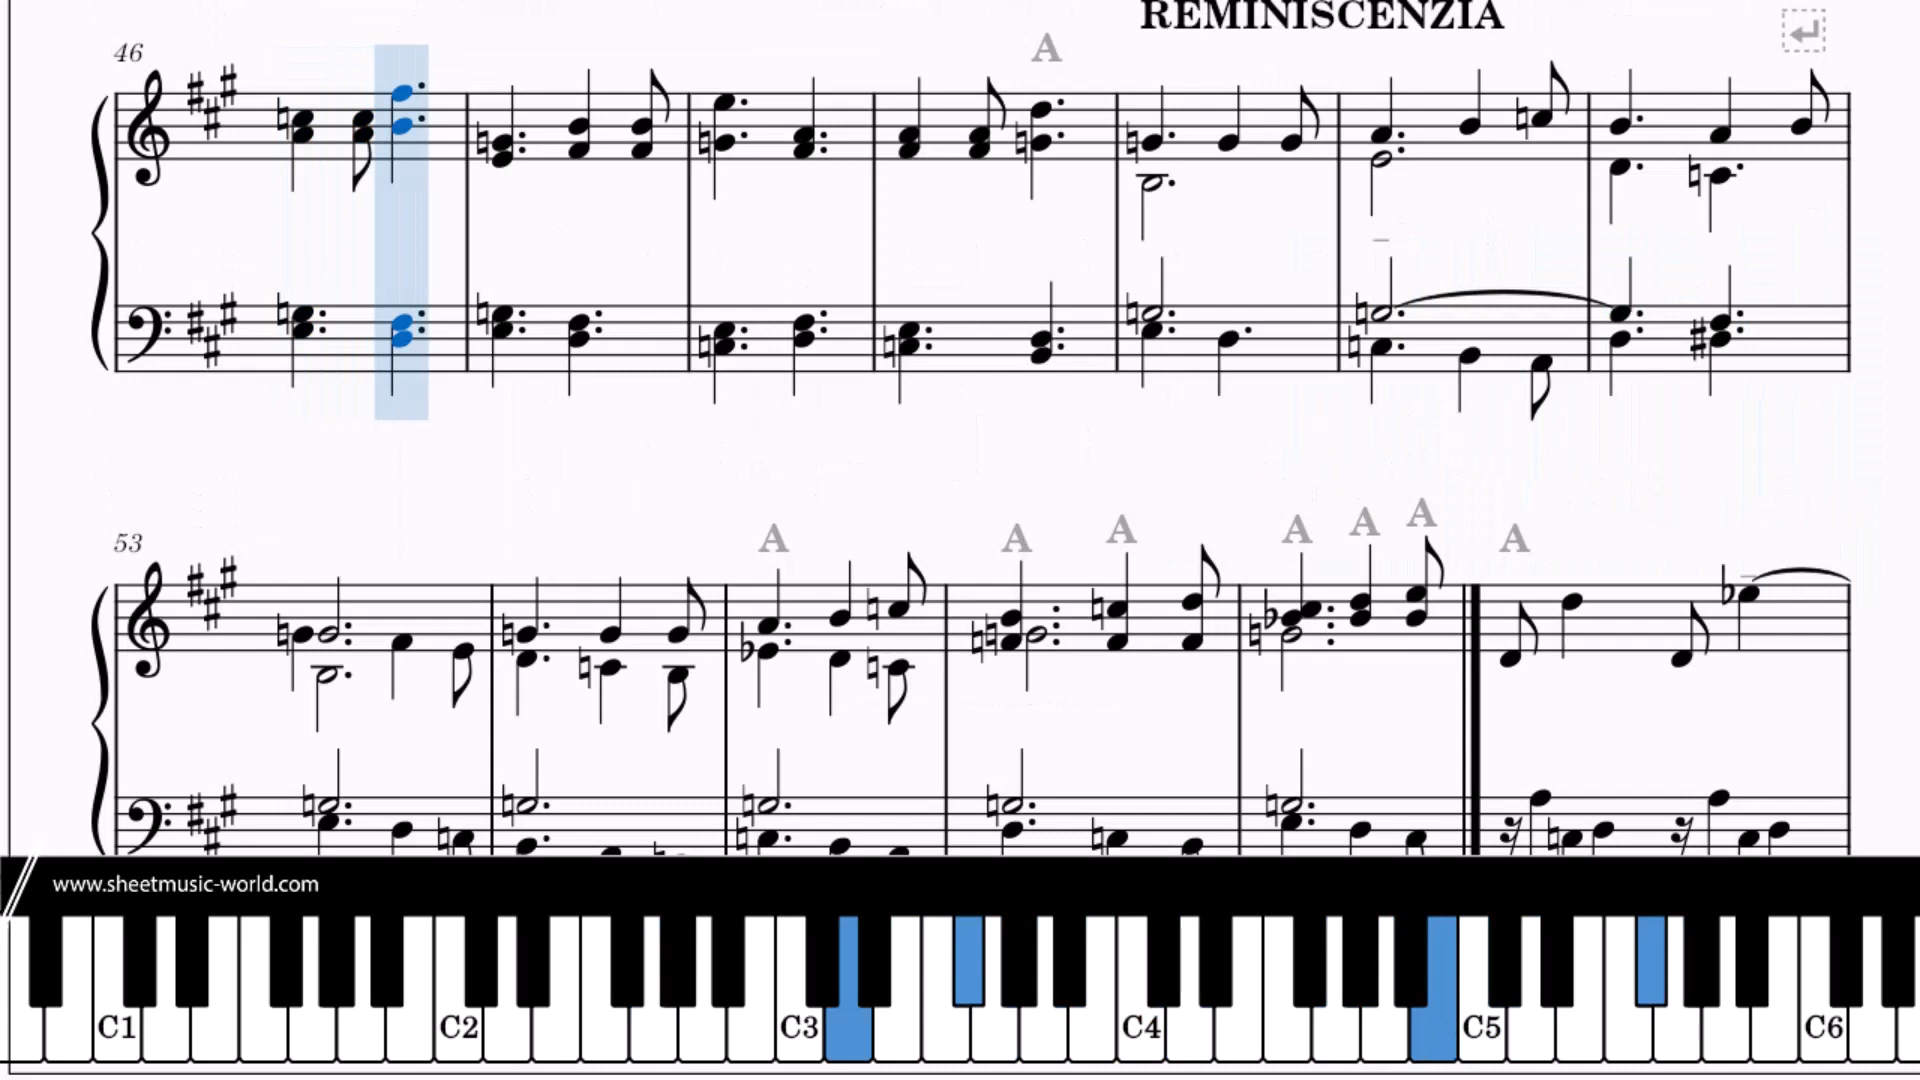 REMINISCENZIA
46
A
53
A A A A A A A
www.sheetmusic-world.com
C1 C2 C3 C4 C5 C6